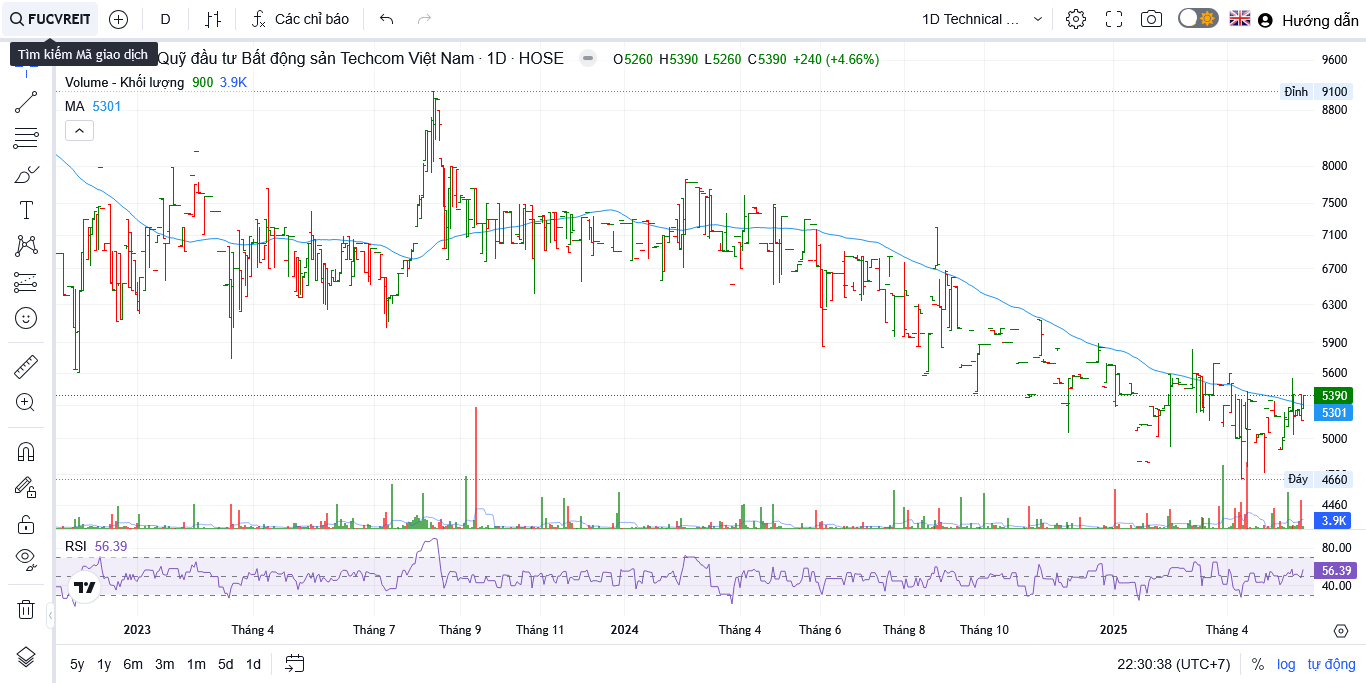 FUCVREIT
D
Các chỉ báo
1D Technical ...
Hướng dẫn
Tìm kiếm Mã giao dịch
Quỹ đầu tư Bất động sản Techcom Việt Nam · 1D · HOSE
O5260 H5390 L5260 C5390 +240 (+4.66%)
Volume - Khối lượng 900 3.9K
MA 5301
9600
Đỉnh 9100
8800
8000
7500
7100
6700
6300
5900
5600
5390
5301
5000
Đáy 4660
4460
3.9K
RSI 56.39
80.00
56.39
40.00
2023
Tháng 4
Tháng 7
Tháng 9
Tháng 11
2024
Tháng 4
Tháng 6
Tháng 8
Tháng 10
2025
Tháng 4
5y 1y 6m 3m 1m 5d 1d
22:30:38 (UTC+7)
% log tự động